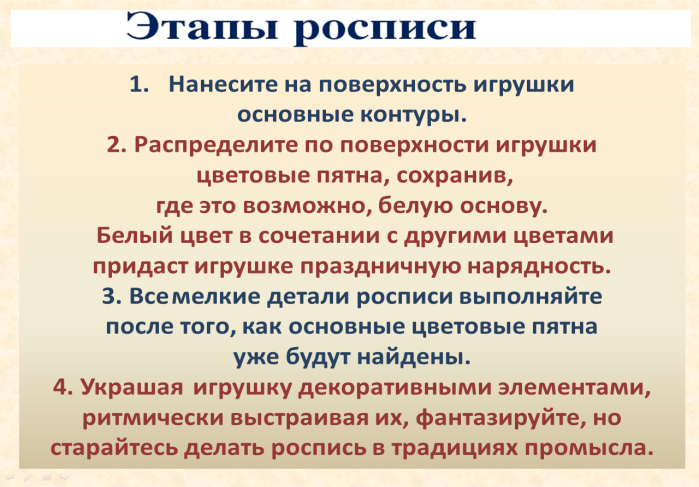 Этапы росписи
1. Нанесите на поверхность игрушки
основные контуры.
2. Распределите по поверхности игрушки
цветовые пятна, сохранив,
где это возможно, белую основу.
Белый цвет в сочетании с другими цветами
придаст игрушке праздничную нарядность.
3. Все мелкие детали росписи выполняйте
после того, как основные цветовые пятна
уже будут найдены.
4. Украшая игрушку декоративными элементами,
ритмически выстраивая их, фантазируйте, но
старайтесь делать роспись в традициях промысла.